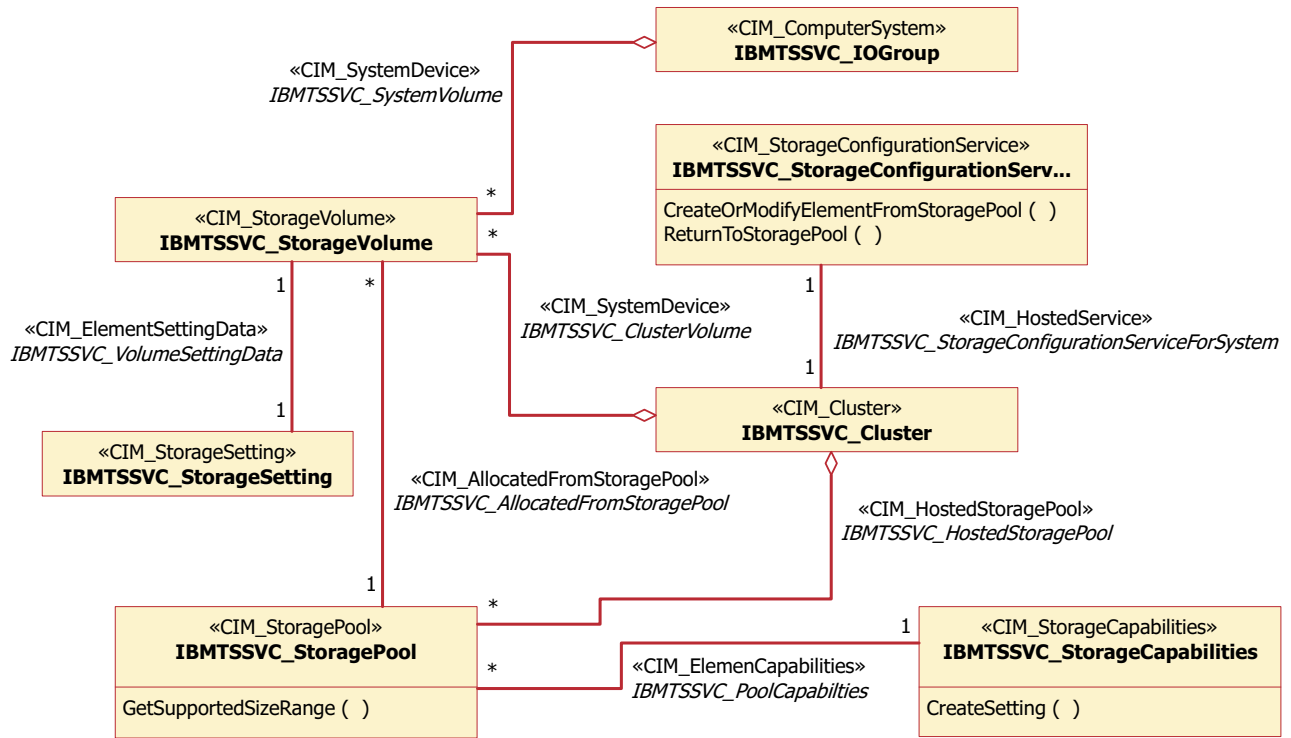 «CIM_ComputerSystem»
IBMTSSVC_IOGroup
«CIM_SystemDevice»
IBMTSSVC_SystemVolume
«CIM_StorageConfigurationService»
IBMTSSVC_StorageConfigurationServ...
CreateOrModifyElementFromStoragePool ( )
ReturnToStoragePool ( )
*
«CIM_StorageVolume»
IBMTSSVC_StorageVolume
*
1
*
1
«CIM_SystemDevice»
IBMTSSVC_ClusterVolume
«CIM_ElementSettingData»
IBMTSSVC_VolumeSettingData
«CIM_HostedService»
IBMTSSVC_StorageConfigurationServiceForSystem
1
1
«CIM_Cluster»
IBMTSSVC_Cluster
«CIM_StorageSetting»
IBMTSSVC_StorageSetting
«CIM_AllocatedFromStoragePool»
IBMTSSVC_AllocatedFromStoragePool
«CIM_HostedStoragePool»
IBMTSSVC_HostedStoragePool
1
*
«CIM_StoragePool»
IBMTSSVC_StoragePool
GetSupportedSizeRange ( )
*
1
«CIM_ElemenCapabilities»
IBMTSSVC_PoolCapabilties
«CIM_StorageCapabilities»
IBMTSSVC_StorageCapabilities
CreateSetting ( )